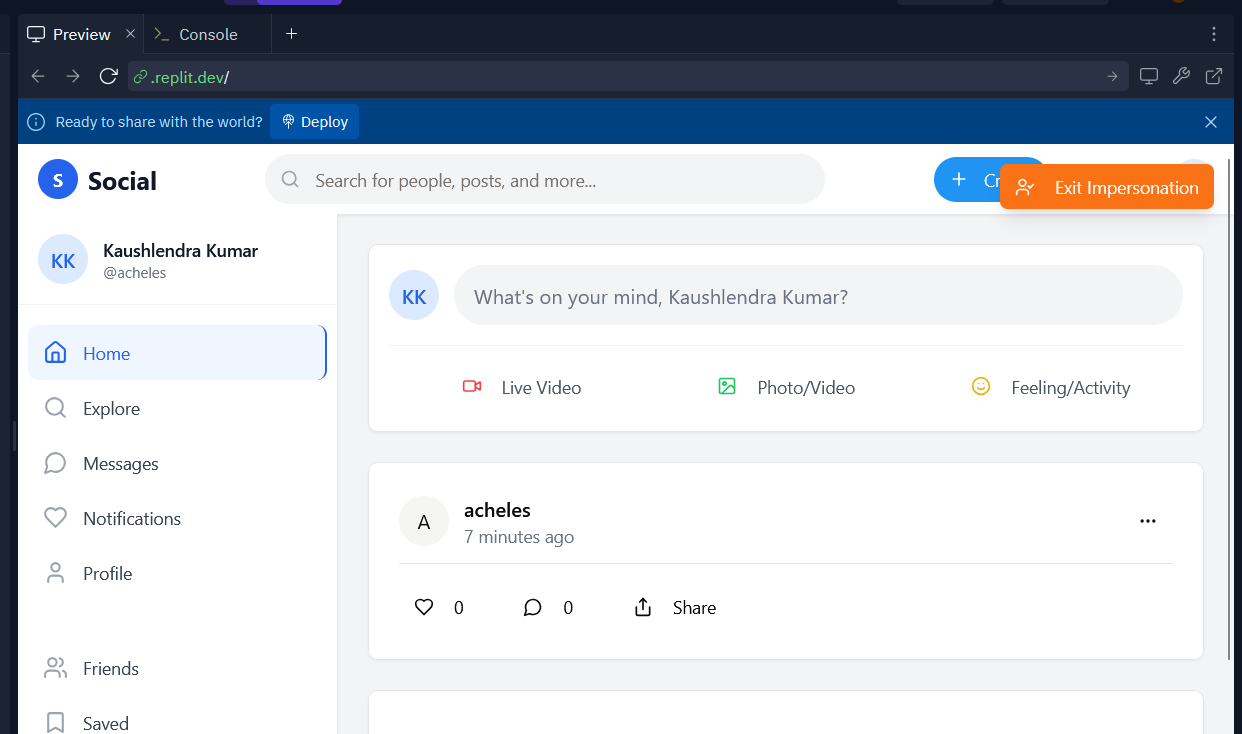 Preview
Console
.replit.dev/
Ready to share with the world?
Deploy
S
Social
Search for people, posts, and more...
Exit Impersonation
KK
Kaushlendra Kumar
@acheles
Home
Explore
Messages
Notifications
Profile
Friends
Saved
KK
What's on your mind, Kaushlendra Kumar?
Live Video
Photo/Video
Feeling/Activity
A
acheles
7 minutes ago
0
0
Share